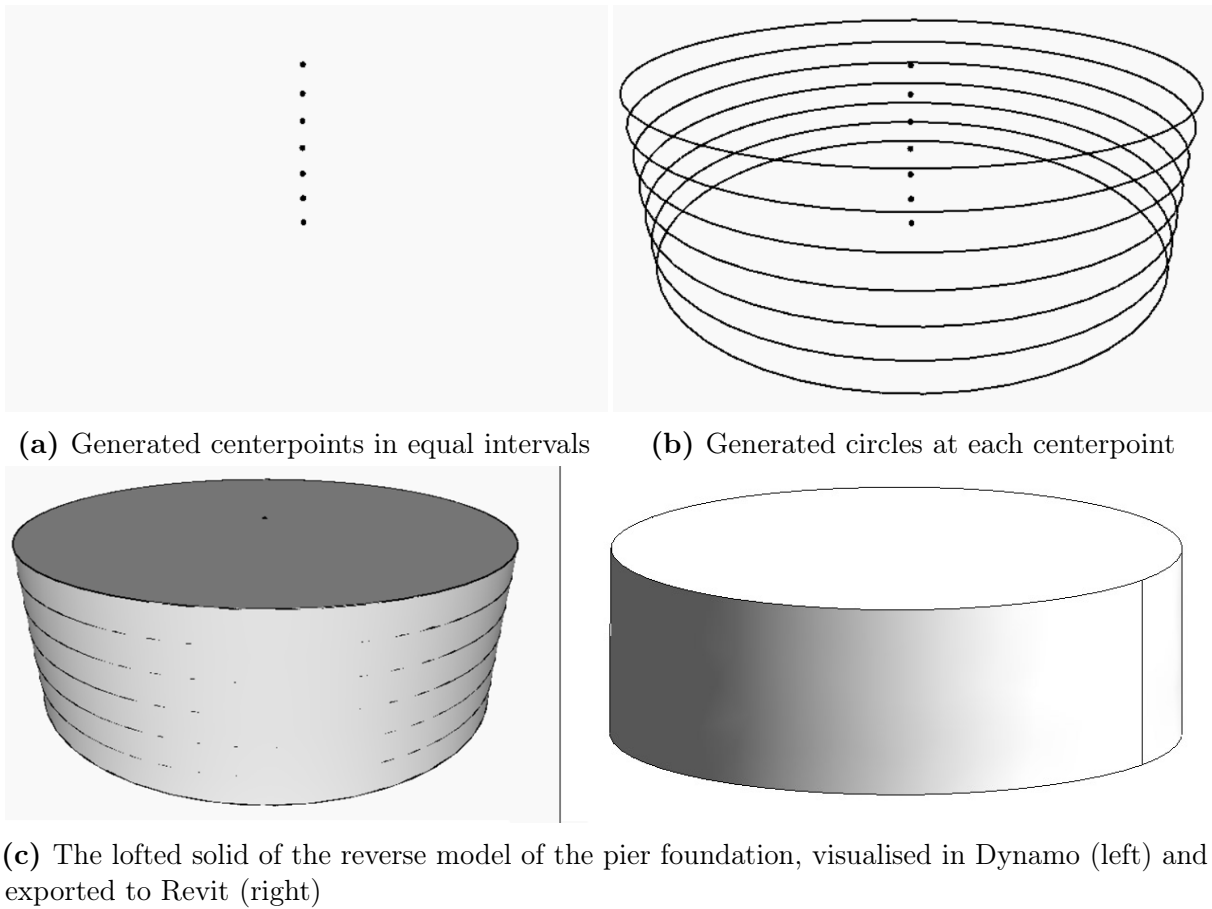 (a) Generated centerpoints in equal intervals
(b) Generated circles at each centerpoint
(c) The lofted solid of the reverse model of the pier foundation, visualised in Dynamo (left) and
exported to Revit (right)